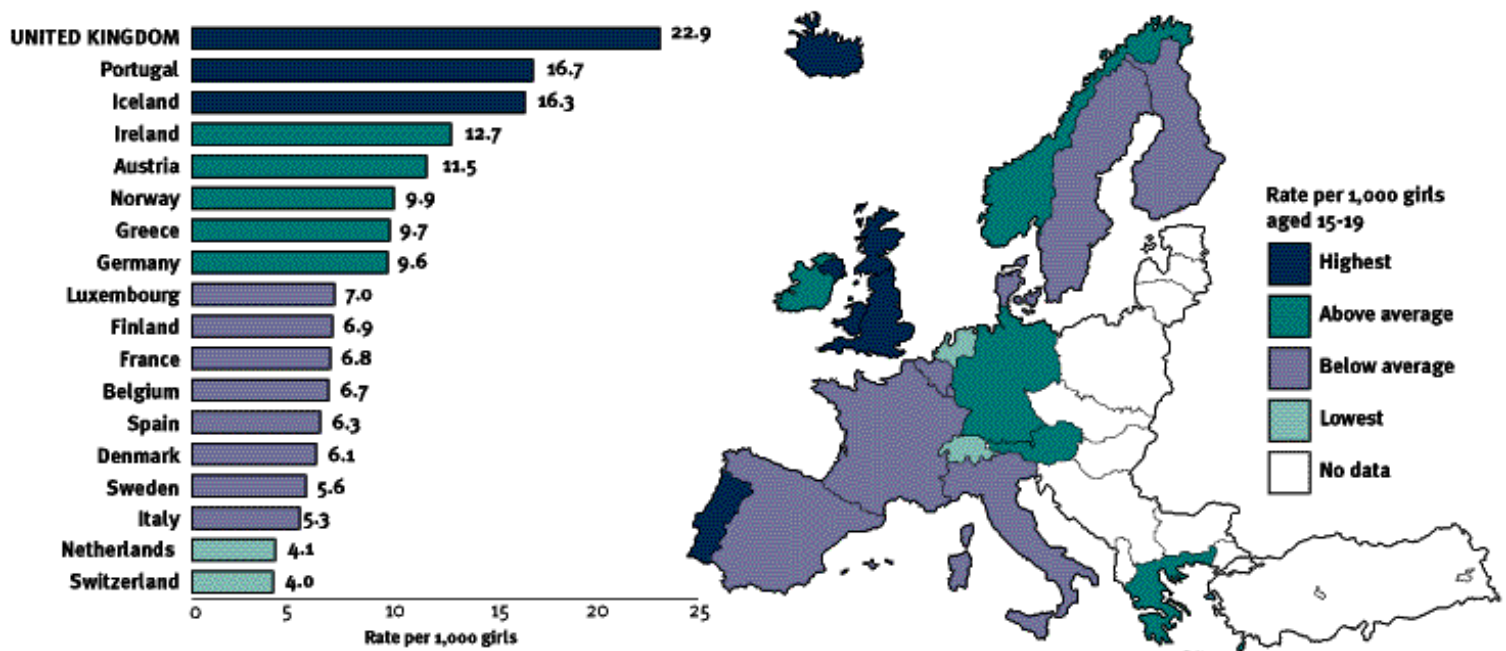 UNITED KINGDOM 22.9
Portugal 16.7
Iceland 16.3
Ireland 12.7
Austria 11.5
Norway 9.9
Greece 9.7
Germany 9.6
Luxembourg 7.0
Finland 6.9
France 6.8
Belgium 6.7
Spain 6.3
Denmark 6.1
Sweden 5.6
Italy 5.3
Netherlands 4.1
Switzerland 4.0
0 5 10 15 20 25
Rate per 1,000 girls
Rate per 1,000 girls
aged 15-19
Highest
Above average
Below average
Lowest
No data